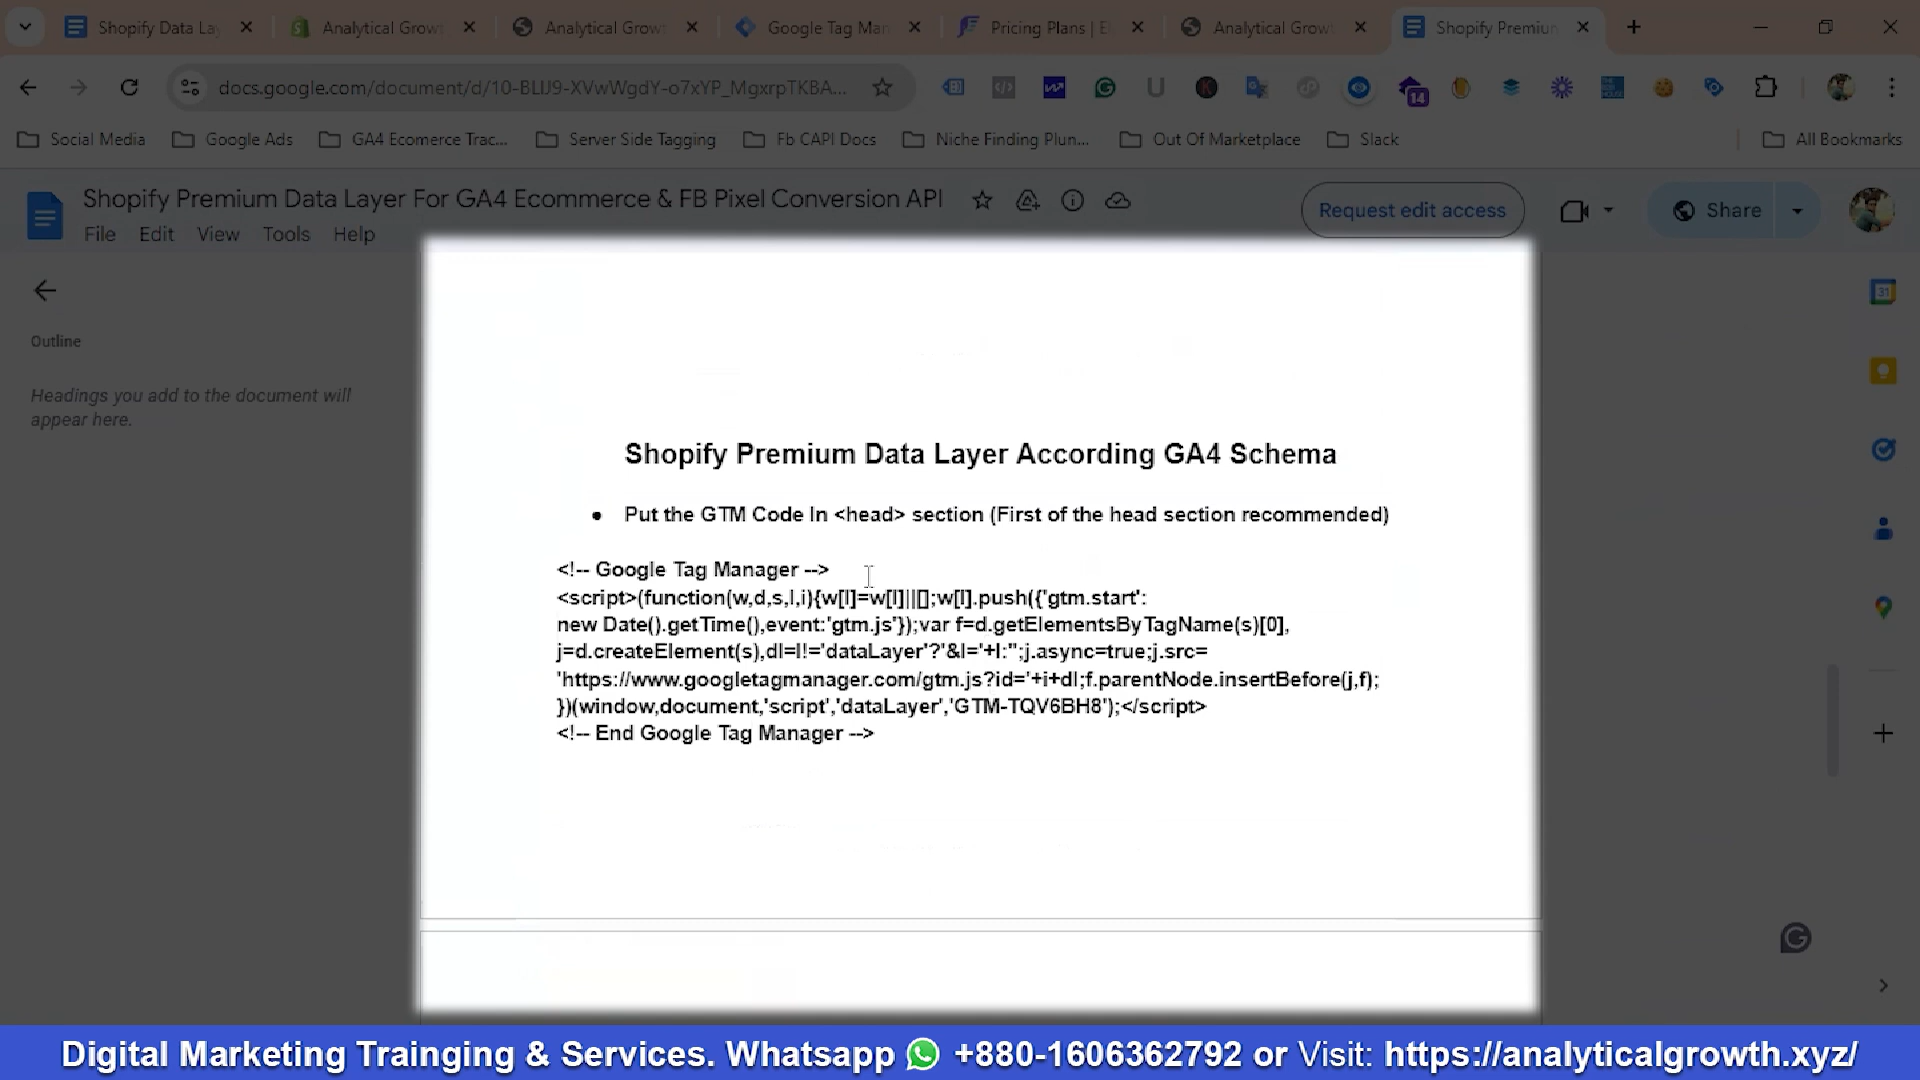 Shopify Data Lay
Analytical Grow
Analytical Grow
Google Tag Man
Pricing Plans | E
Analytical Grow
Shopify Premium
docs.google.com/document/d/10-BLIJ9-XVwWgdY-o7xYP_MgxrpTKBA...
14
Social Media
Google Ads
GA4 Ecomerce Trac...
Server Side Tagging
Fb CAPI Docs
Niche Finding Plun...
Out Of Marketplace
Slack
All Bookmarks
Shopify Premium Data Layer For GA4 Ecommerce & FB Pixel Conversion API
Request edit access
Share
File Edit View Tools Help
31
Outline
Headings you add to the document will
appear here.
Shopify Premium Data Layer According GA4 Schema
• Put the GTM Code In <head> section (First of the head section recommended)
<!-- Google Tag Manager -->
<script>(function(w,d,s,l,i){w[l]=w[l]||[];w[l].push({'gtm.start':
new Date().getTime(),event:'gtm.js'});var f=d.getElementsByTagName(s)[0],
j=d.createElement(s),dl=l!='dataLayer'?'&l='+l:'';j.async=true;j.src=
'https://www.googletagmanager.com/gtm.js?id='+i+dl;f.parentNode.insertBefore(j,f);
})(window,document,'script','dataLayer','GTM-TQV6BH8');</script>
<!-- End Google Tag Manager -->
Digital Marketing Trainging & Services. Whatsapp +880-1606362792 or Visit: https://analyticalgrowth.xyz/